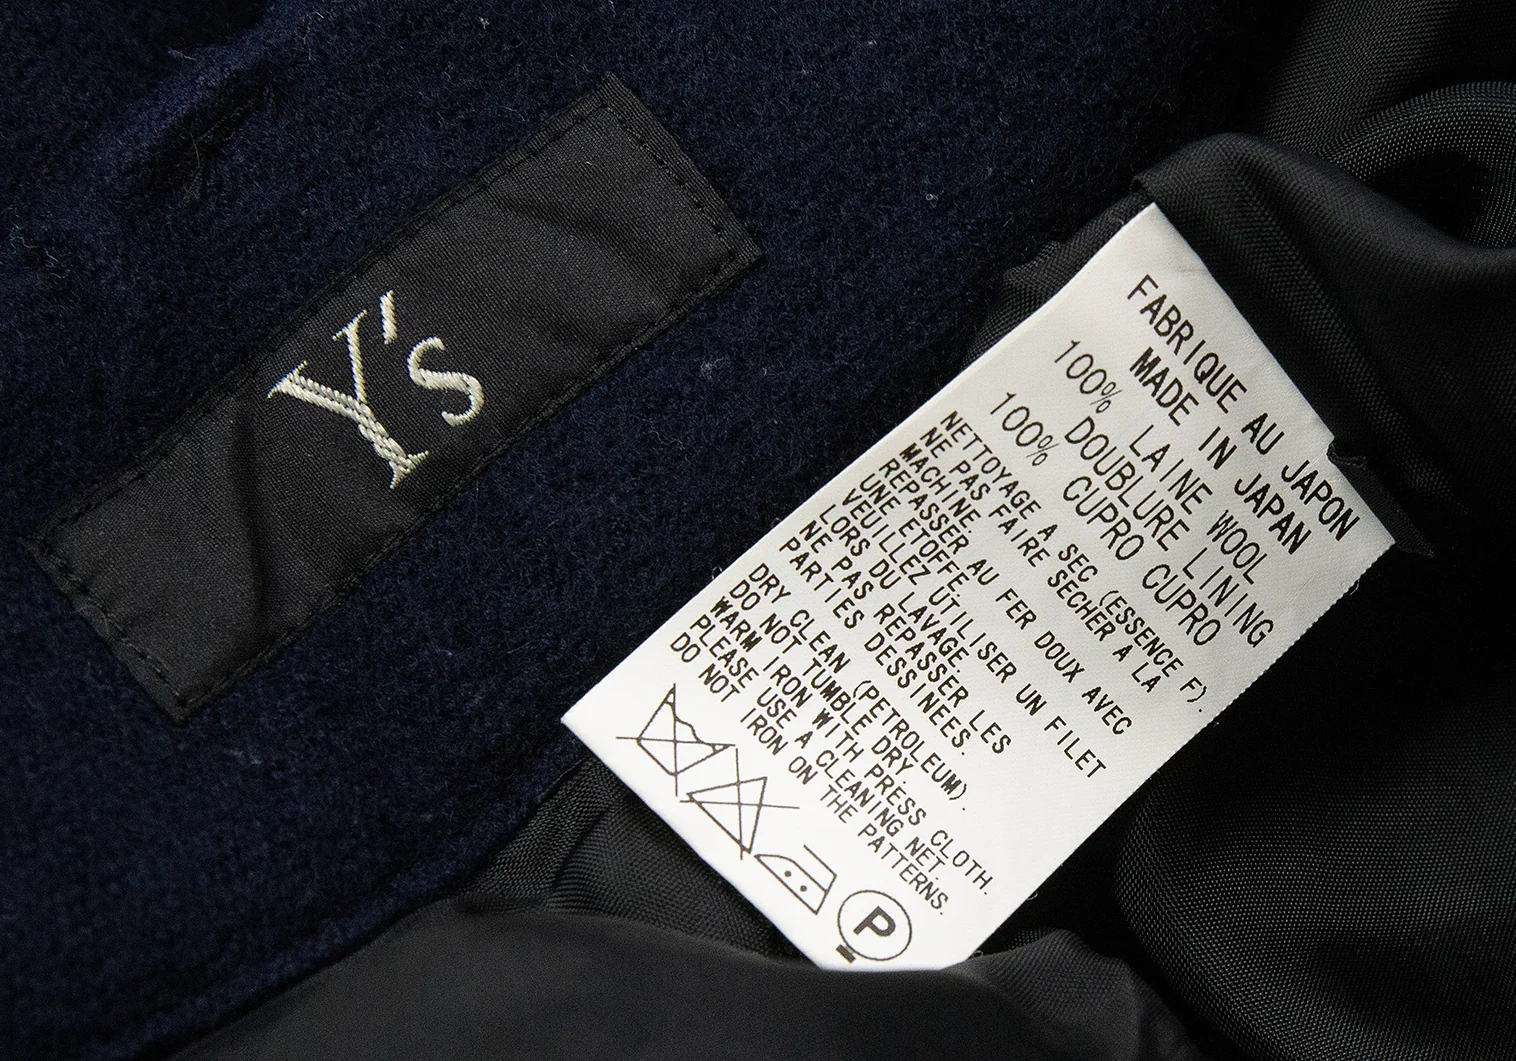 Y's
FABRIQUE AU JAPON
MADE IN JAPAN
100% LAINE WOOL
DOUBLURE LINING
100% CUPRO CUPRO
NETTOYAGE A SEC (ESSENCE F).
NE PAS FAIRE SECHER A LA
MACHINE.
REPASSER AU FER DOUX AVEC
UNE ETOFFE.
VEUILLEZ UTILISER UN FILET
LORS DU LAVAGE.
NE PAS REPASSER LES
PARTIES DESSINEES.
DRY CLEAN (PETROLEUM).
DO NOT TUMBLE DRY.
WARM IRON WITH PRESS CLOTH.
PLEASE USE A CLEANING NET.
DO NOT IRON ON THE PATTERNS.
P